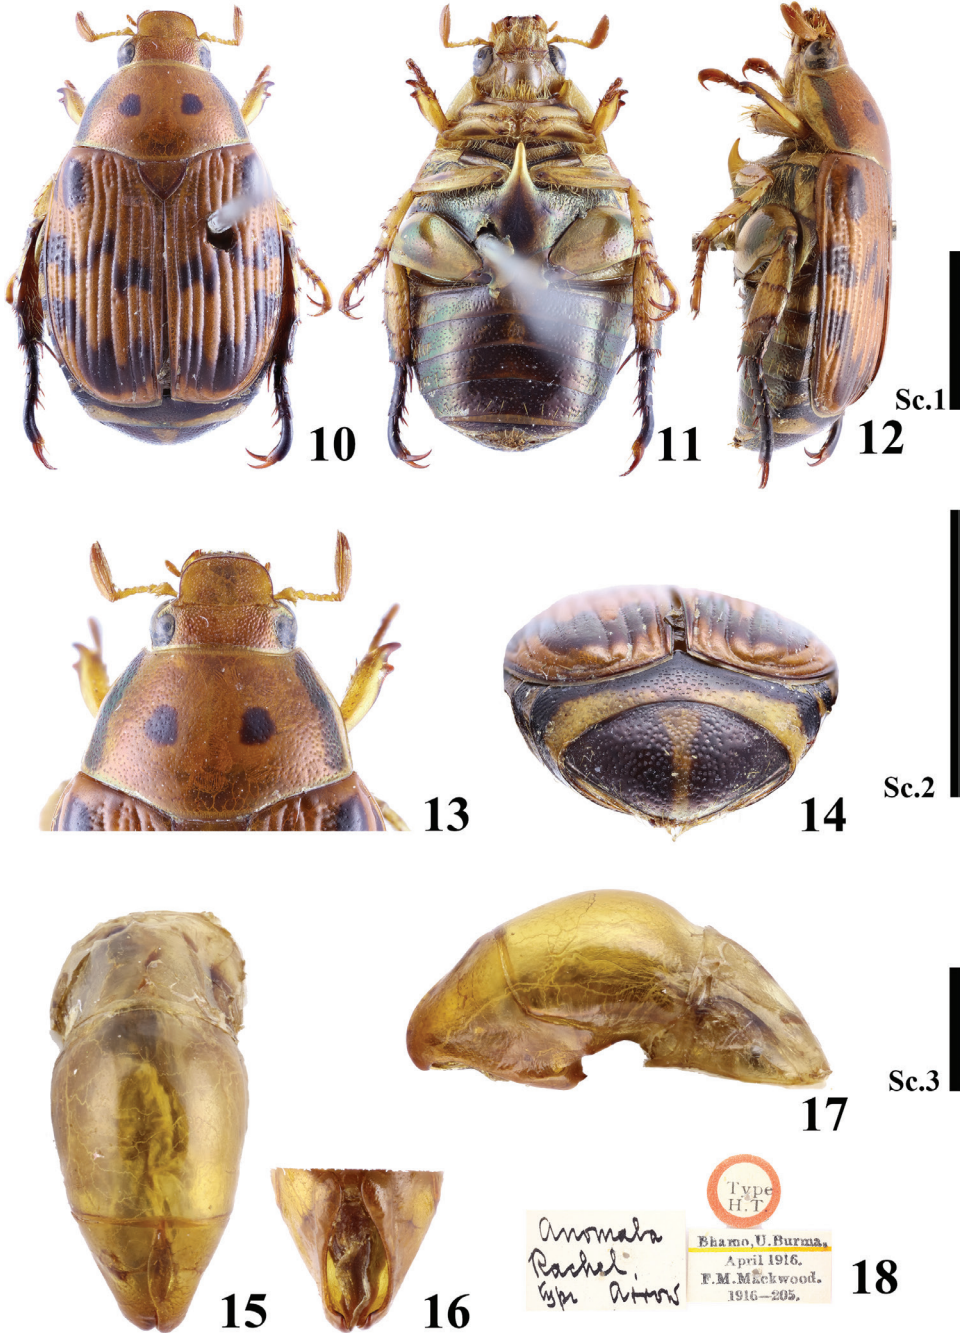 10
11
12
Sc.1
13
14
Sc.2
15
16
17
Sc.3
Type
H.T.
Anomala
Rachel.
Type Arrow
Bhamo, U. Burma.
April 1916.
F.M. Mackwood.
1916—205.
18